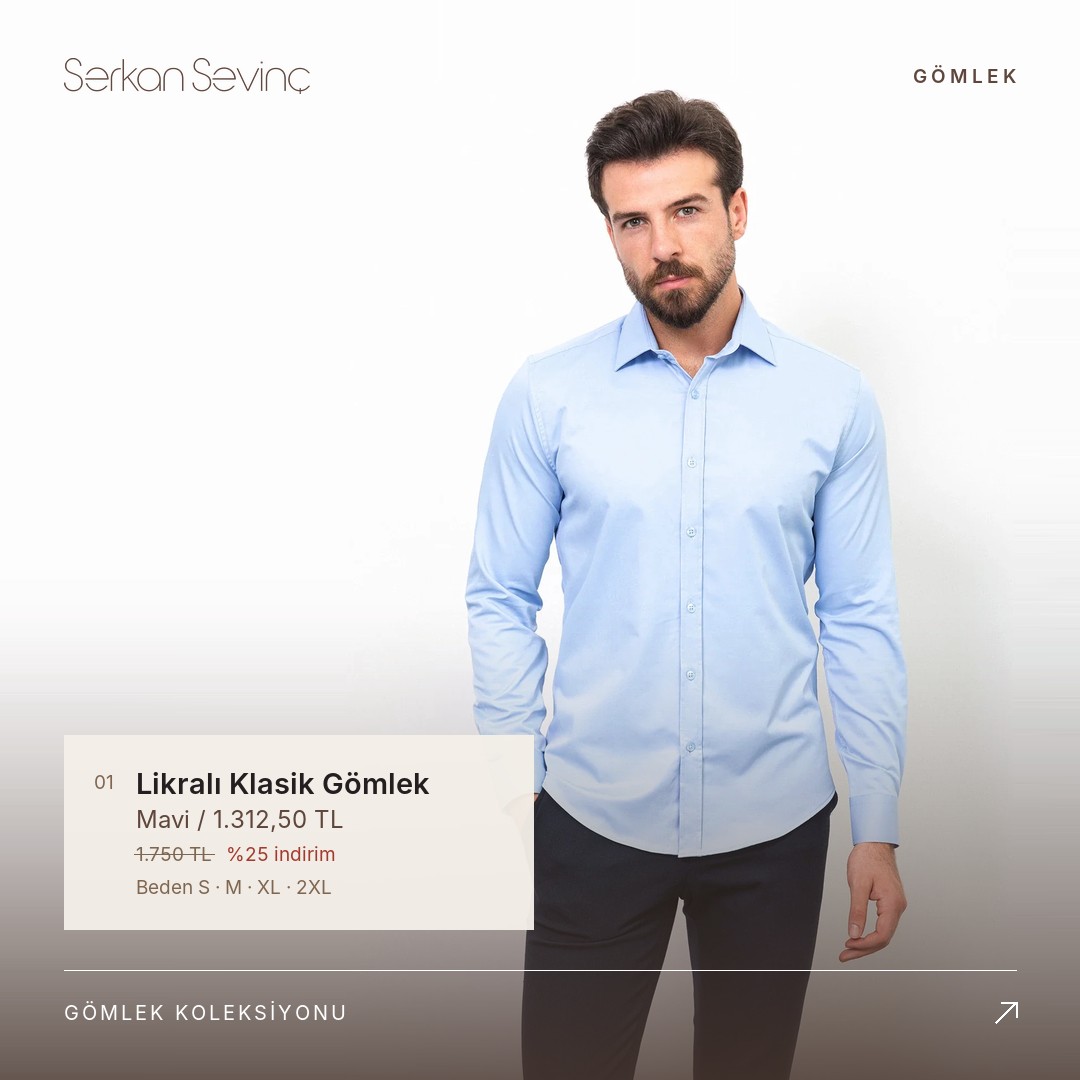 Serkan Sevinç
GÖMLEK
01
Likralı Klasik Gömlek
Mavi / 1.312,50 TL
1.750 TL %25 indirim
Beden S · M · XL · 2XL
GÖMLEK KOLEKSİYONU